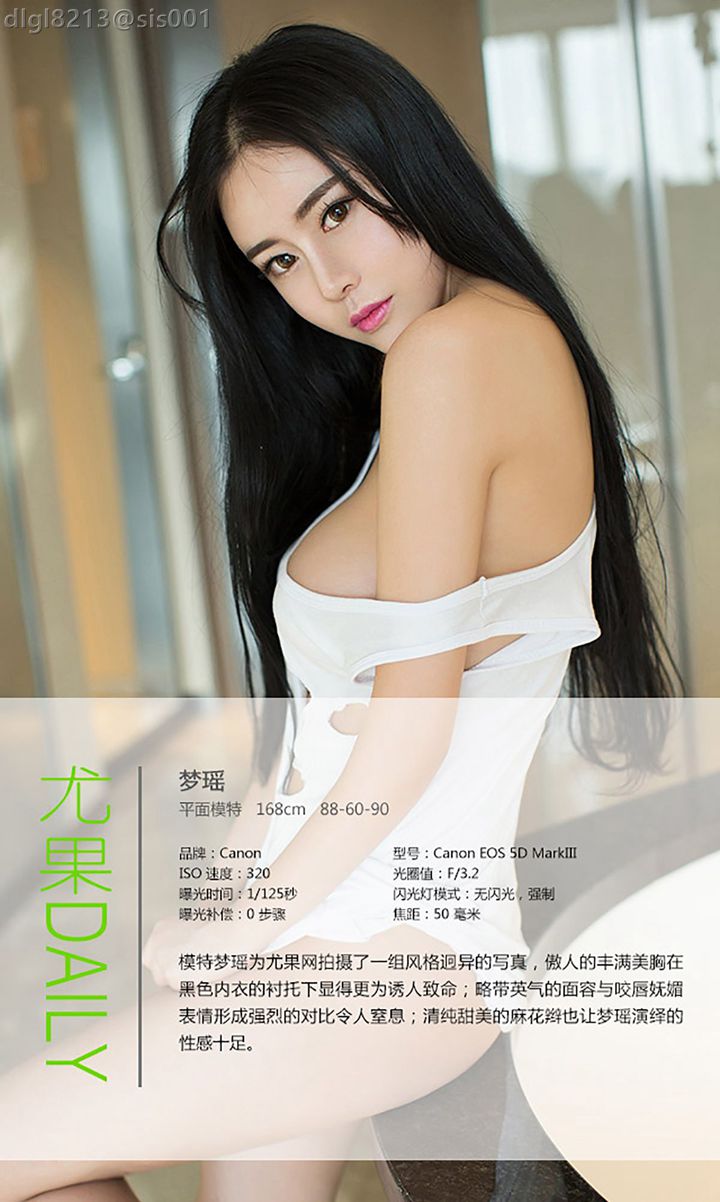 dlgl8213@sis001
尤果DAILY
梦瑶
平面模特 168cm 88-60-90
品牌：Canon 型号：Canon EOS 5D MarkIII
ISO 速度：320 光圈值：F/3.2
曝光时间：1/125秒 闪光灯模式：无闪光，强制
曝光补偿：0 步骤 焦距：50 毫米
模特梦瑶为尤果网拍摄了一组风格迥异的写真，傲人的丰满美胸在
黑色内衣的衬托下显得更为诱人致命；略带英气的面容与咬唇妩媚
表情形成强烈的对比令人窒息；清纯甜美的麻花辫也让梦瑶演绎的
性感十足。